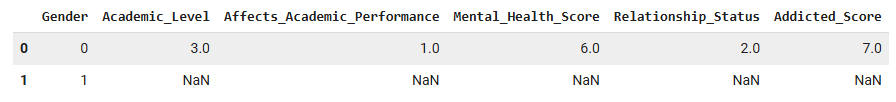 Gender Academic_Level Affects_Academic_Performance Mental_Health_Score Relationship_Status Addicted_Score
0 0 3.0 1.0 6.0 2.0 7.0
1 1 NaN NaN NaN NaN NaN